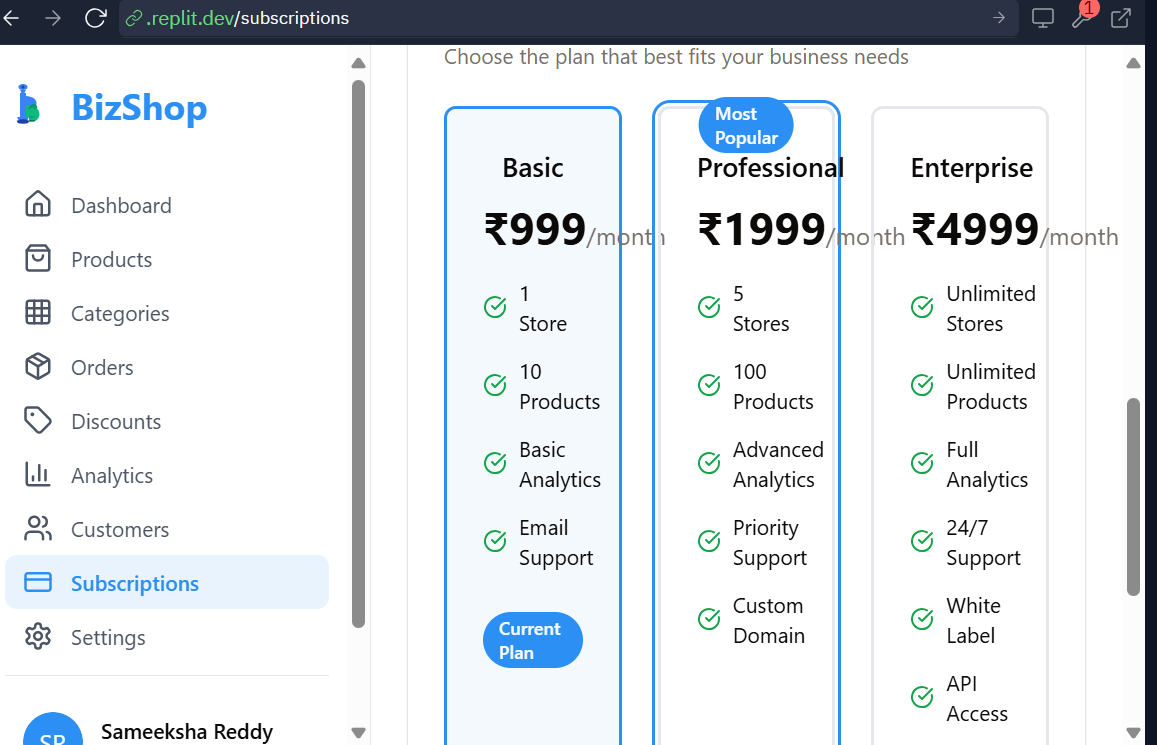 .replit.dev/subscriptions
1
BizShop
Dashboard
Products
Categories
Orders
Discounts
Analytics
Customers
Subscriptions
Settings
SR
Sameeksha Reddy
Choose the plan that best fits your business needs
Basic
₹999/month
1
Store
10
Products
Basic
Analytics
Email
Support
Current
Plan
Most
Popular
Professional
₹1999/month
5
Stores
100
Products
Advanced
Analytics
Priority
Support
Custom
Domain
Enterprise
₹4999/month
Unlimited
Stores
Unlimited
Products
Full
Analytics
24/7
Support
White
Label
API
Access